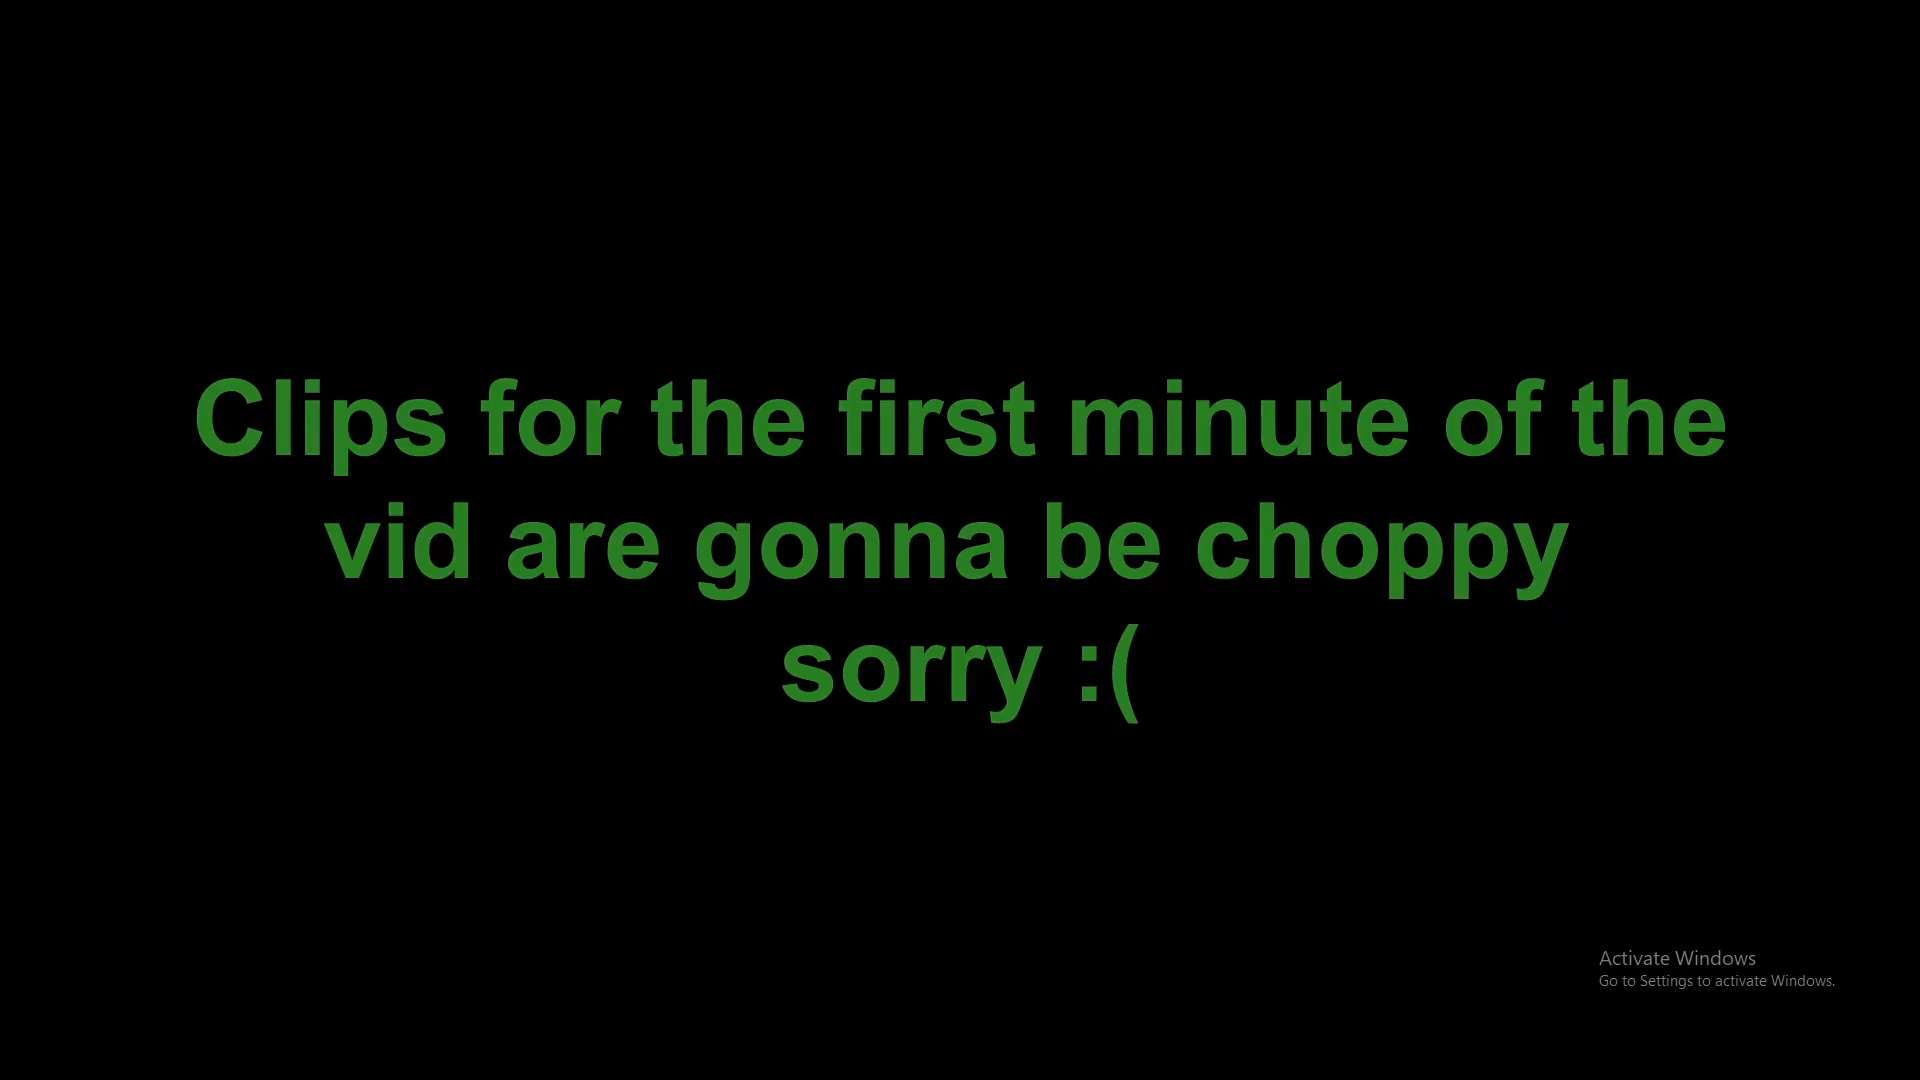 Clips for the first minute of the
vid are gonna be choppy
sorry :(
Activate Windows
Go to Settings to activate Windows.